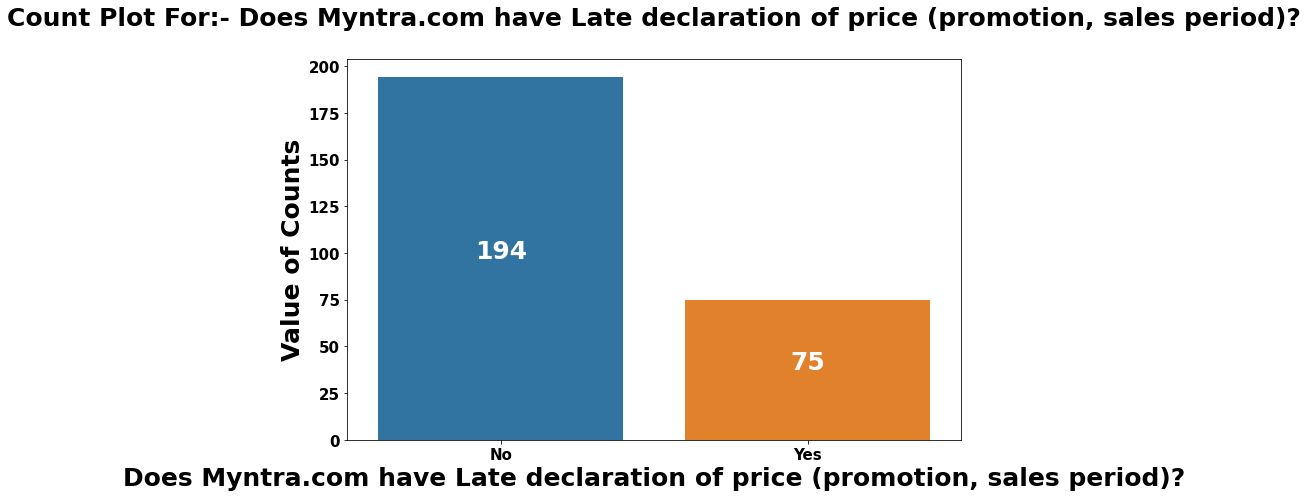 Count Plot For:- Does Myntra.com have Late declaration of price (promotion, sales period)?
200
175
150
125
100
75
50
25
0
Value of Counts
194
75
No
Yes
Does Myntra.com have Late declaration of price (promotion, sales period)?